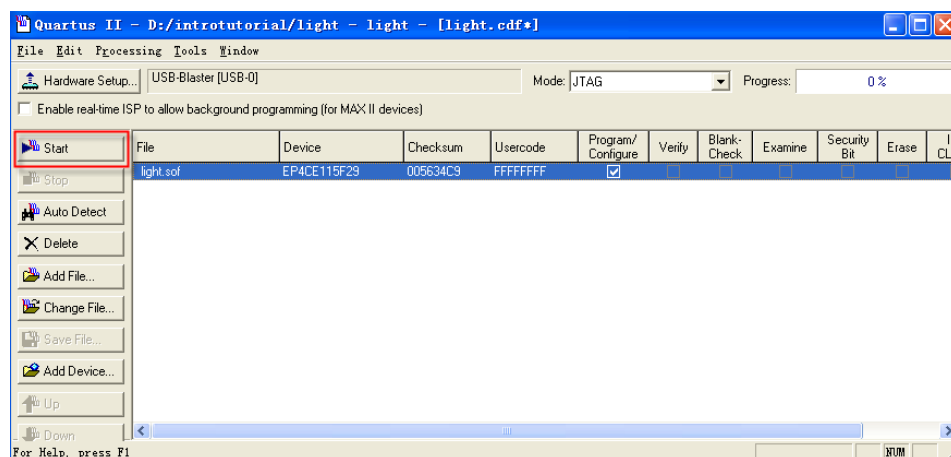 Quartus II - D:/introtutorial/light - light - [light.cdf*]
File Edit Processing Tools Window
Hardware Setup... USB-Blaster [USB-0] Mode: JTAG Progress: 0 %
Enable real-time ISP to allow background programming (for MAX II devices)
Start
Stop
Auto Detect
Delete
Add File...
Change File...
Save File...
Add Device...
Up
Down
File Device Checksum Usercode Program/ Configure Verify Blank- Check Examine Security Bit Erase I CL
light.sof EP4CE115F29 005634C9 FFFFFFFF
For Help, press F1 NUM